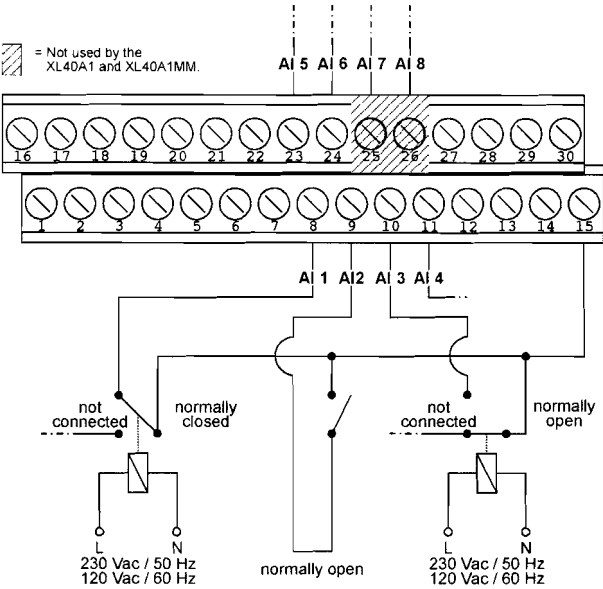 = Not used by the
XL40A1 and XL40A1MM.
AI 5 AI 6 AI 7 AI 8
16 17 18 19 20 21 22 23 24 25 26 27 28 29 30
1 2 3 4 5 6 7 8 9 10 11 12 13 14 15
AI 1 AI2 AI 3 AI 4
not
connected
normally
closed
not
connected
normally
open
L N
230 Vac / 50 Hz
120 Vac / 60 Hz
normally open
L N
230 Vac / 50 Hz
120 Vac / 60 Hz